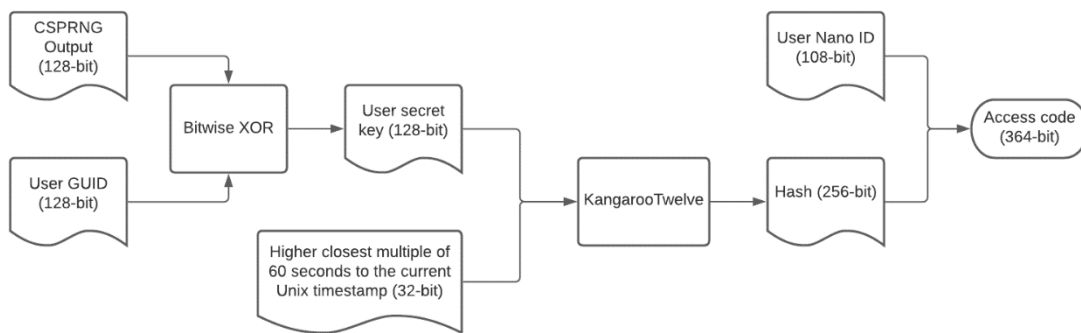 CSPRNG
Output
(128-bit)
User GUID
(128-bit)
Bitwise XOR
User secret
key (128-bit)
Higher closest multiple of
60 seconds to the current
Unix timestamp (32-bit)
KangarooTwelve
User Nano ID
(108-bit)
Hash (256-bit)
Access code
(364-bit)